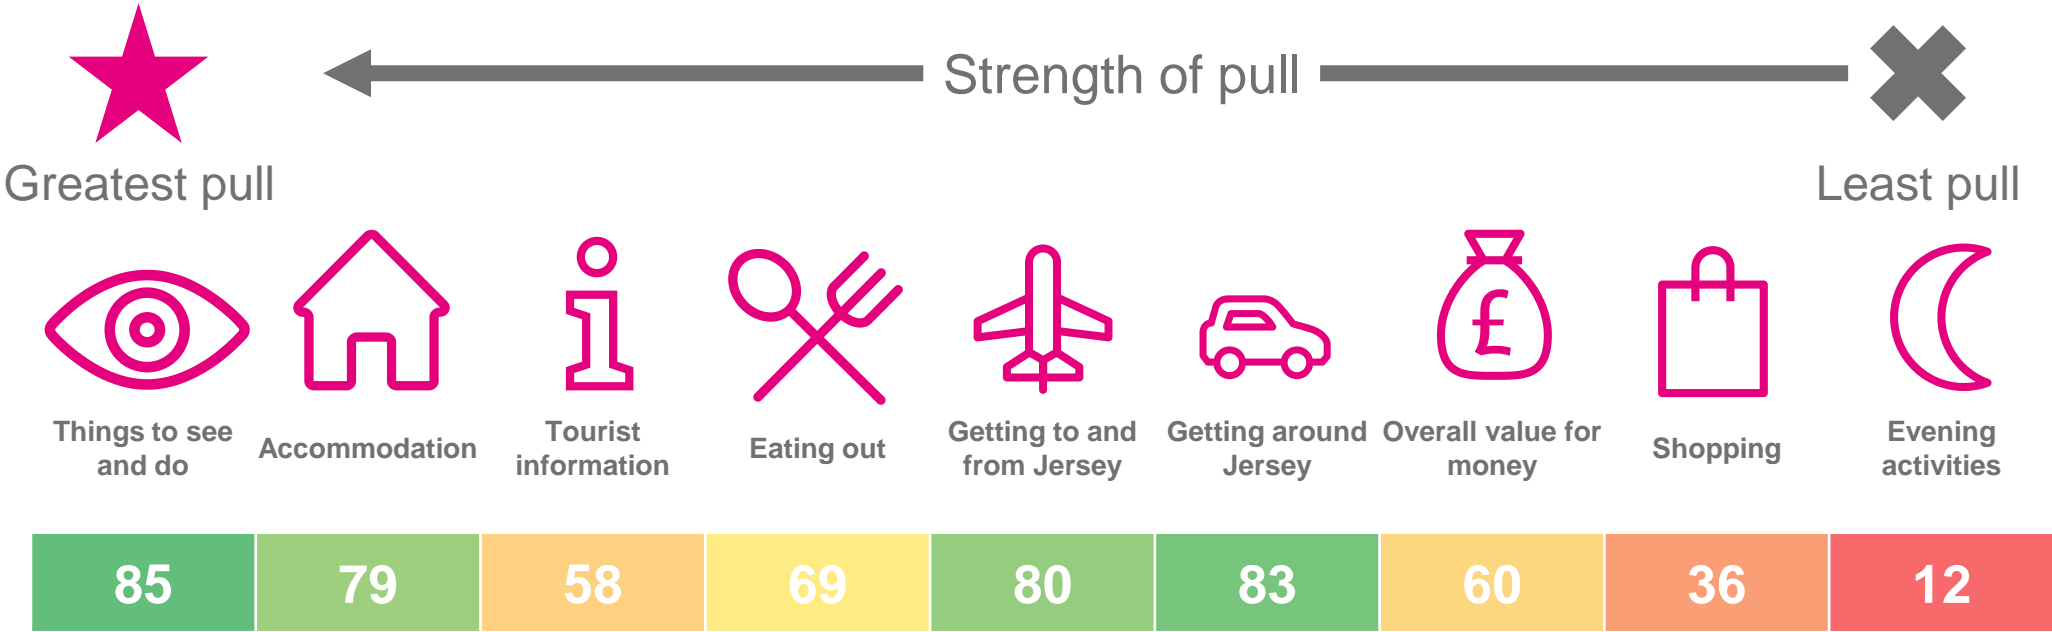 Strength of pull
Greatest pull
Least pull
£
Things to see
and do
Accommodation
Tourist
information
Eating out
Getting to and
from Jersey
Getting around
Jersey
Overall value for
money
Shopping
Evening
activities
85 79 58 69 80 83 60 36 12